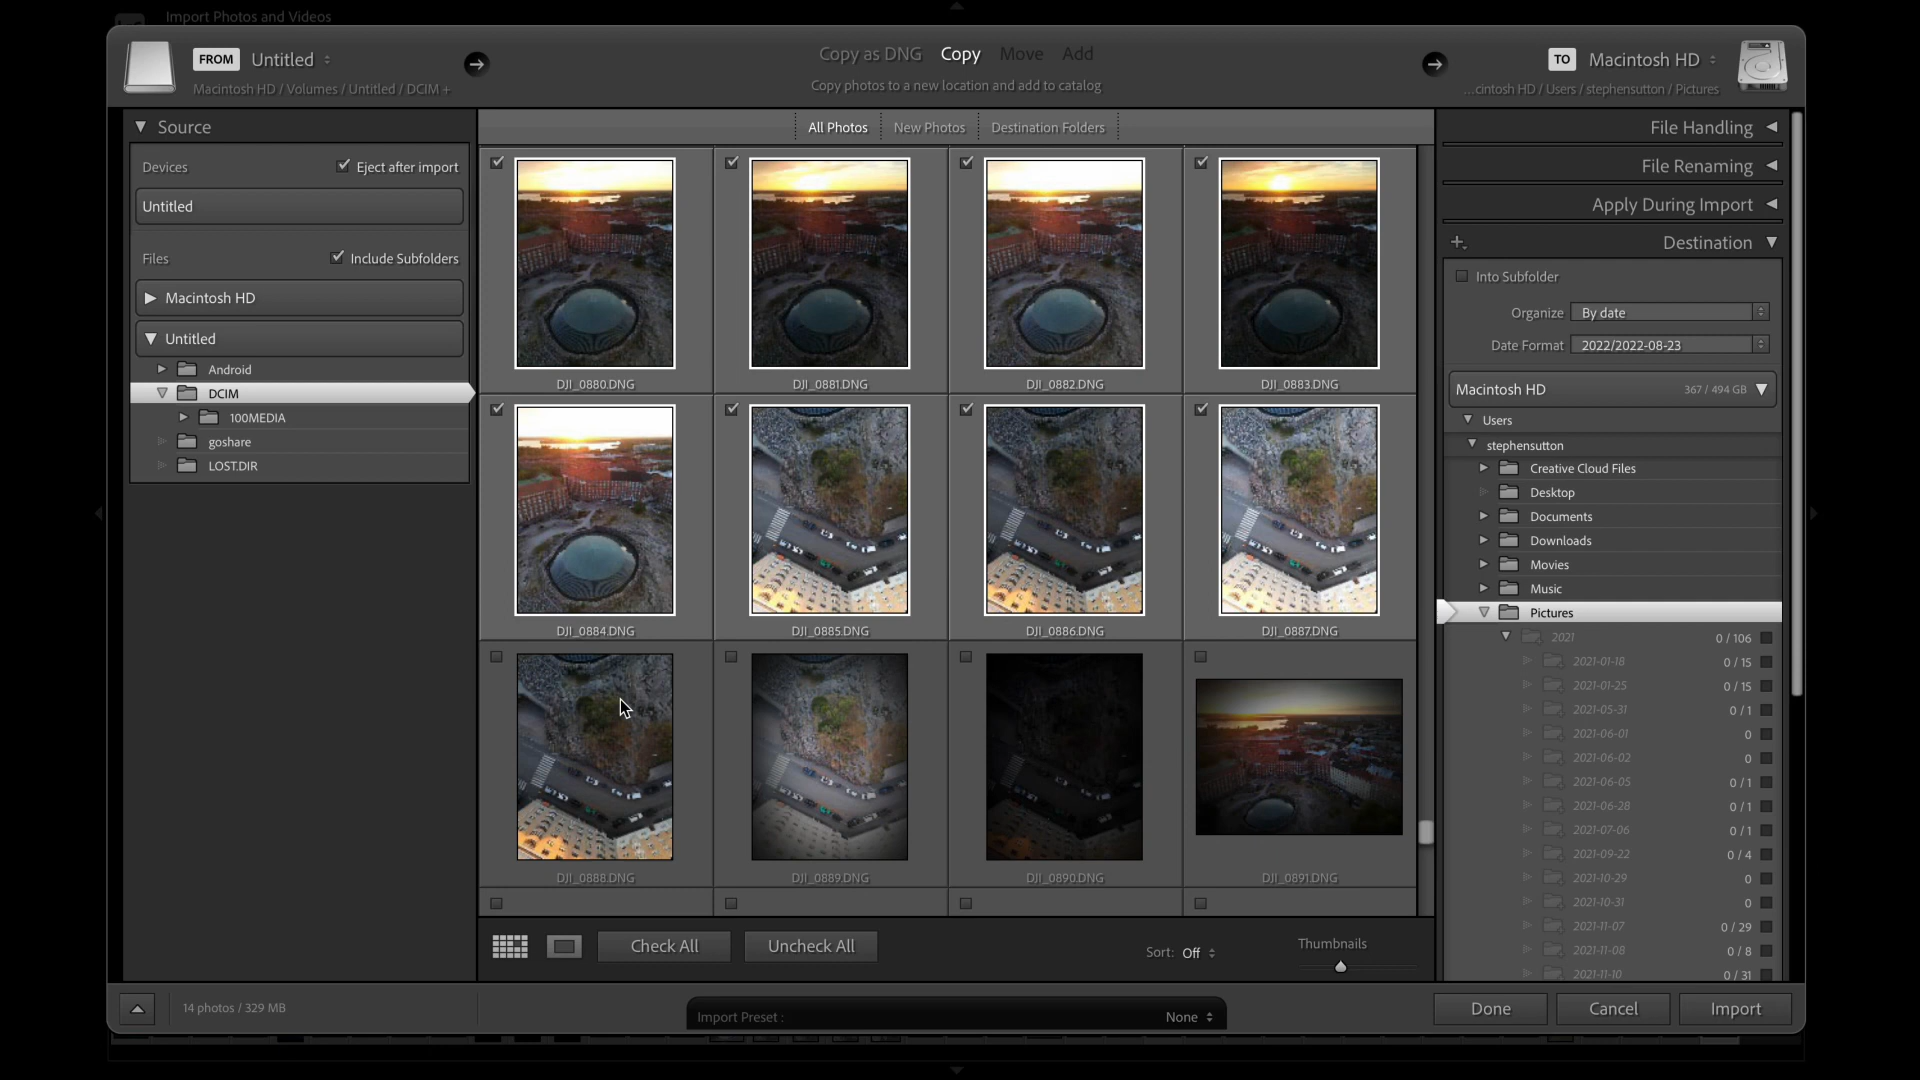 Import Photos and Videos
FROM Untitled
Macintosh HD / Volumes / Untitled / DCIM +
Copy as DNG Copy Move Add
Copy photos to a new location and add to catalog
TO Macintosh HD
...cintosh HD / Users / stephensutton / Pictures
Source
Devices Eject after import
Untitled
Files Include Subfolders
Macintosh HD
Untitled
Android
DCIM
100MEDIA
goshare
LOST.DIR
All Photos New Photos Destination Folders
DJI_0880.DNG DJI_0881.DNG DJI_0882.DNG DJI_0883.DNG
DJI_0884.DNG DJI_0885.DNG DJI_0886.DNG DJI_0887.DNG
DJI_0888.DNG DJI_0889.DNG DJI_0890.DNG DJI_0891.DNG
Check All Uncheck All Sort: Off Thumbnails
File Handling
File Renaming
Apply During Import
Destination
Into Subfolder
Organize By date
Date Format 2022/2022-08-23
Macintosh HD 367 / 494 GB
Users
stephensutton
Creative Cloud Files
Desktop
Documents
Downloads
Movies
Music
Pictures
2021 0 / 106
2021-01-18 0 / 15
2021-01-25 0 / 15
2021-05-31 0 / 1
2021-06-01 0
2021-06-02 0
2021-06-05 0 / 1
2021-06-28 0 / 1
2021-07-06 0 / 1
2021-09-22 0 / 4
2021-10-29 0
2021-10-31 0
2021-11-07 0 / 29
2021-11-08 0 / 8
2021-11-10 0 / 31
14 photos / 329 MB
Import Preset : None
Done Cancel Import